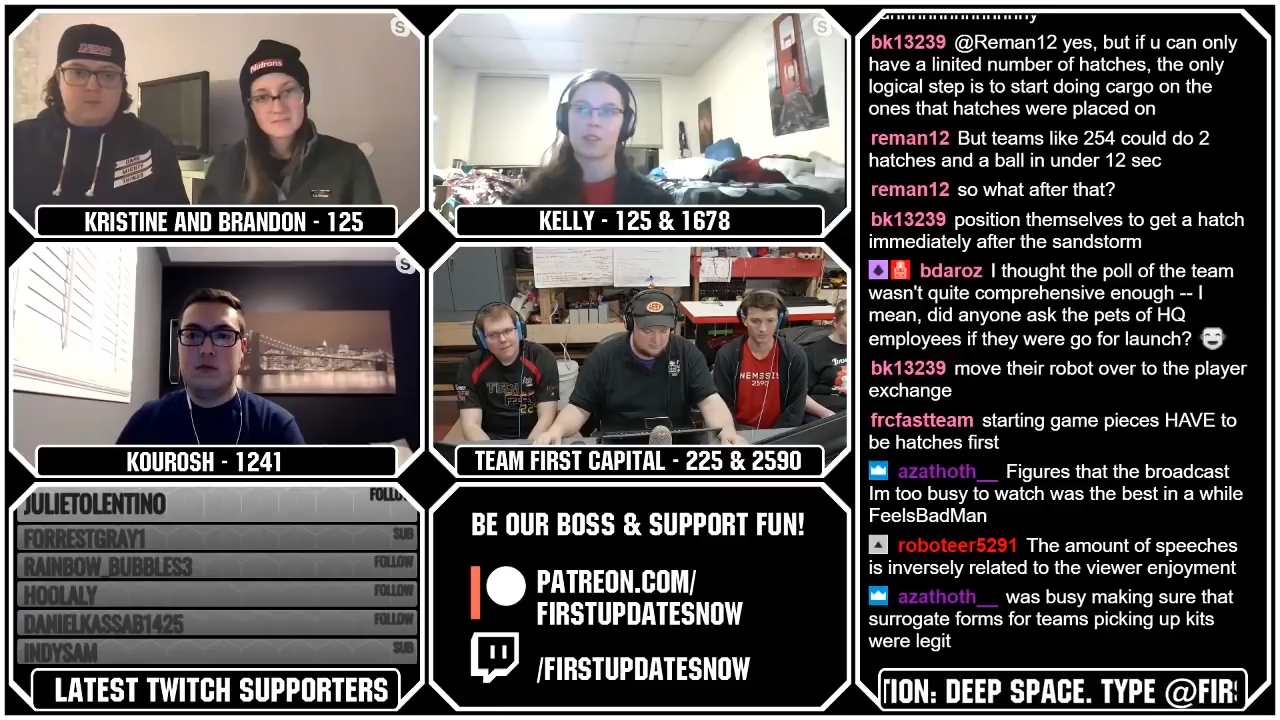 Nutrons
DARE
MIGHTY
THINGS
KRISTINE AND BRANDON - 125
KELLY - 125 & 1678
KOUROSH - 1241
NEMESIS
2590
TEAM FIRST CAPITAL - 225 & 2590
JULIETOLENTINO
FOLLOW
FORRESTGRAY1
SUB
RAINBOW_BUBBLES3
FOLLOW
HOOLALY
FOLLOW
DANIELKASSAB1425
FOLLOW
INDYSAM
SUB
LATEST TWITCH SUPPORTERS
BE OUR BOSS & SUPPORT FUN!
PATREON.COM/
FIRSTUPDATESNOW
/FIRSTUPDATESNOW
bk13239 @Reman12 yes, but if u can only
have a linited number of hatches, the only
logical step is to start doing cargo on the
ones that hatches were placed on
reman12 But teams like 254 could do 2
hatches and a ball in under 12 sec
reman12 so what after that?
bk13239 position themselves to get a hatch
immediately after the sandstorm
bdaroz I thought the poll of the team
wasn't quite comprehensive enough -- I
mean, did anyone ask the pets of HQ
employees if they were go for launch?
bk13239 move their robot over to the player
exchange
frcfastteam starting game pieces HAVE to
be hatches first
azathoth__ Figures that the broadcast
Im too busy to watch was the best in a while
FeelsBadMan
roboteer5291 The amount of speeches
is inversely related to the viewer enjoyment
azathoth__ was busy making sure that
surrogate forms for teams picking up kits
were legit
TION: DEEP SPACE. TYPE @FIR